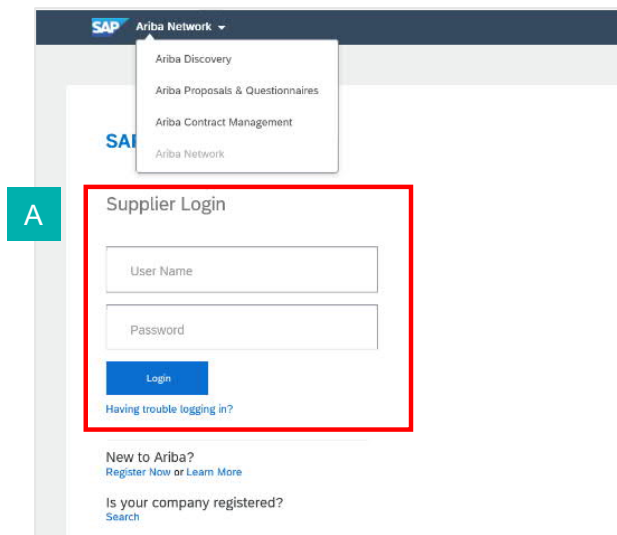 SAP Ariba Network
Ariba Discovery
Ariba Proposals & Questionnaires
Ariba Contract Management
Ariba Network
SAP
A
Supplier Login
User Name
Password
Login
Having trouble logging in?
New to Ariba?
Register Now or Learn More
Is your company registered?
Search